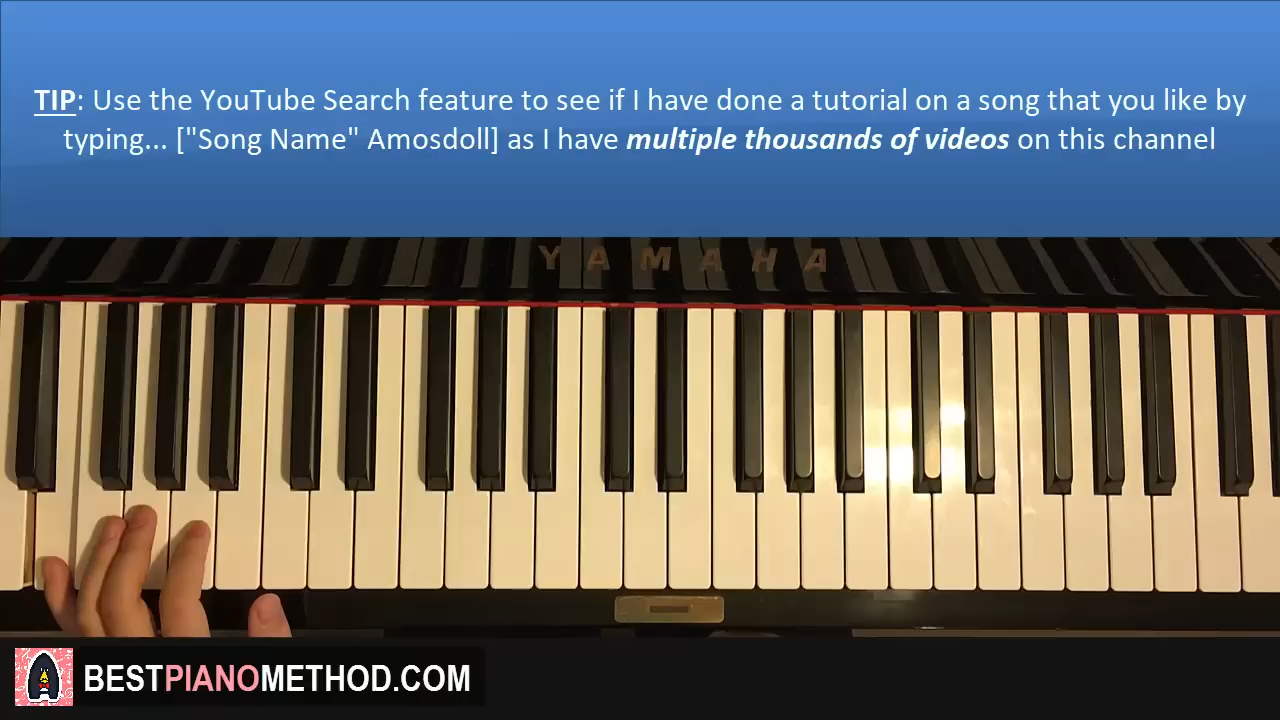 TIP: Use the YouTube Search feature to see if I have done a tutorial on a song that you like by
typing... ["Song Name" Amosdoll] as I have multiple thousands of videos on this channel
YAMAHA
BESTPIANOMETHOD.COM